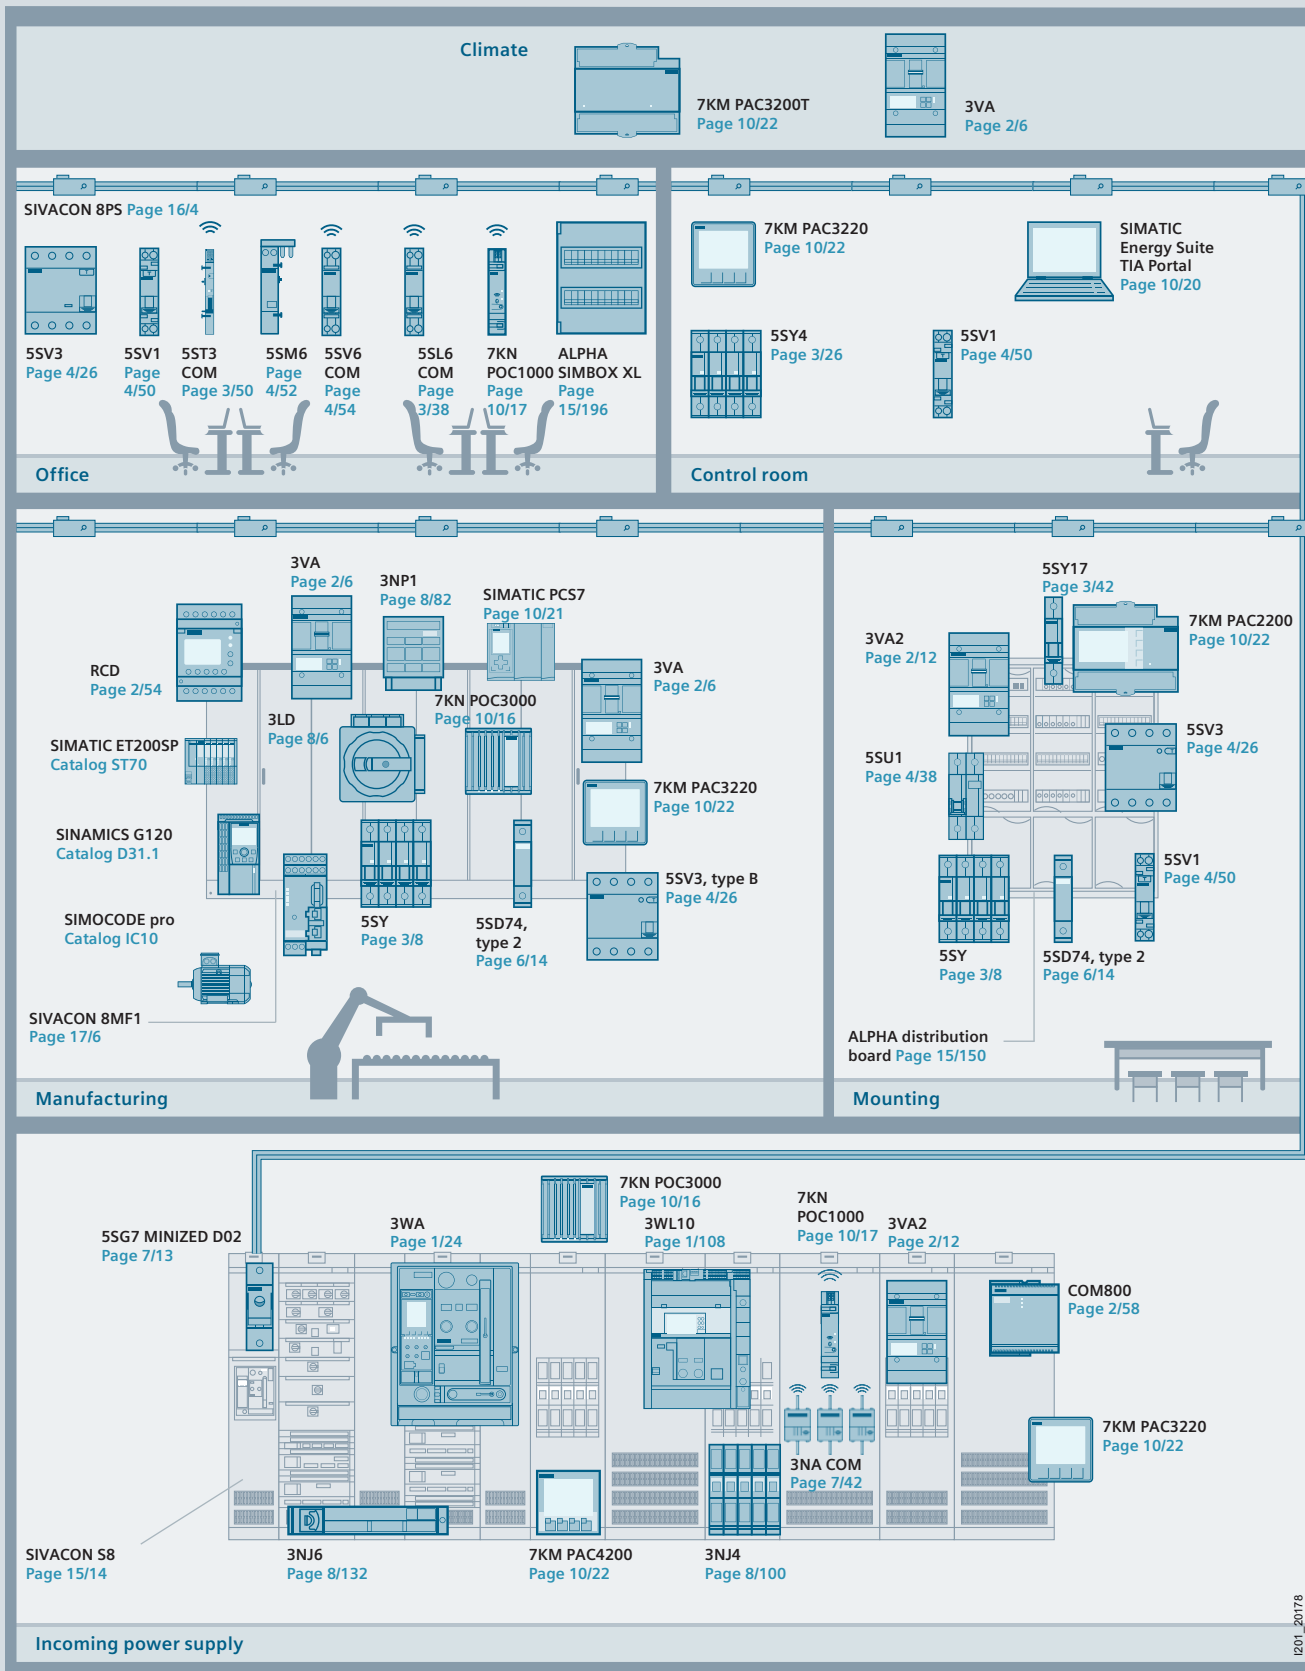 Climate
7KM PAC3200T
Page 10/22
3VA
Page 2/6
SIVACON 8PS Page 16/4
5SV3
Page 4/26
5SV1
Page
4/50
5ST3
COM
Page 3/50
5SM6
Page
4/52
5SV6
COM
Page
4/54
5SL6
COM
Page
3/38
7KN
POC1000
Page
10/17
ALPHA
SIMBOX XL
Page
15/196
Office
7KM PAC3220
Page 10/22
SIMATIC
Energy Suite
TIA Portal
Page 10/20
5SY4
Page 3/26
5SV1
Page 4/50
Control room
3VA
Page 2/6
3NP1
Page 8/82
SIMATIC PCS7
Page 10/21
RCD
Page 2/54
3VA
Page 2/6
7KN POC3000
Page 10/16
3LD
Page 8/6
SIMATIC ET200SP
Catalog ST70
7KM PAC3220
Page 10/22
SINAMICS G120
Catalog D31.1
5SV3, type B
Page 4/26
SIMOCODE pro
Catalog IC10
5SY
Page 3/8
5SD74,
type 2
Page 6/14
SIVACON 8MF1
Page 17/6
Manufacturing
5SY17
Page 3/42
7KM PAC2200
Page 10/22
3VA2
Page 2/12
5SV3
Page 4/26
5SU1
Page 4/38
5SV1
Page 4/50
5SY
Page 3/8
5SD74, type 2
Page 6/14
ALPHA distribution
board Page 15/150
Mounting
7KN POC3000
Page 10/16
7KN
POC1000
Page 10/17
5SG7 MINIZED D02
Page 7/13
3WA
Page 1/24
3WL10
Page 1/108
3VA2
Page 2/12
COM800
Page 2/58
7KM PAC3220
Page 10/22
3NA COM
Page 7/42
SIVACON S8
Page 15/14
3NJ6
Page 8/132
7KM PAC4200
Page 10/22
3NJ4
Page 8/100
Incoming power supply
I201_20178